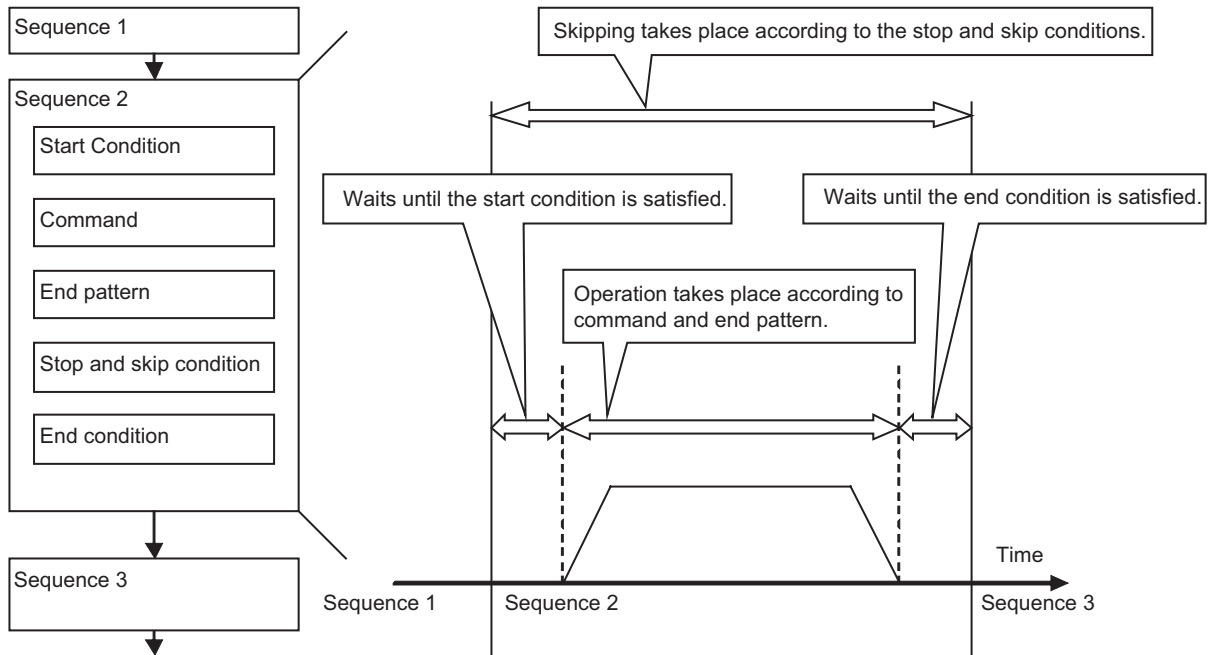 Sequence 1
Sequence 2
Start Condition
Command
End pattern
Stop and skip condition
End condition
Sequence 3
Skipping takes place according to the stop and skip conditions.
Waits until the start condition is satisfied.
Waits until the end condition is satisfied.
Operation takes place according to
command and end pattern.
Time
Sequence 1
Sequence 2
Sequence 3